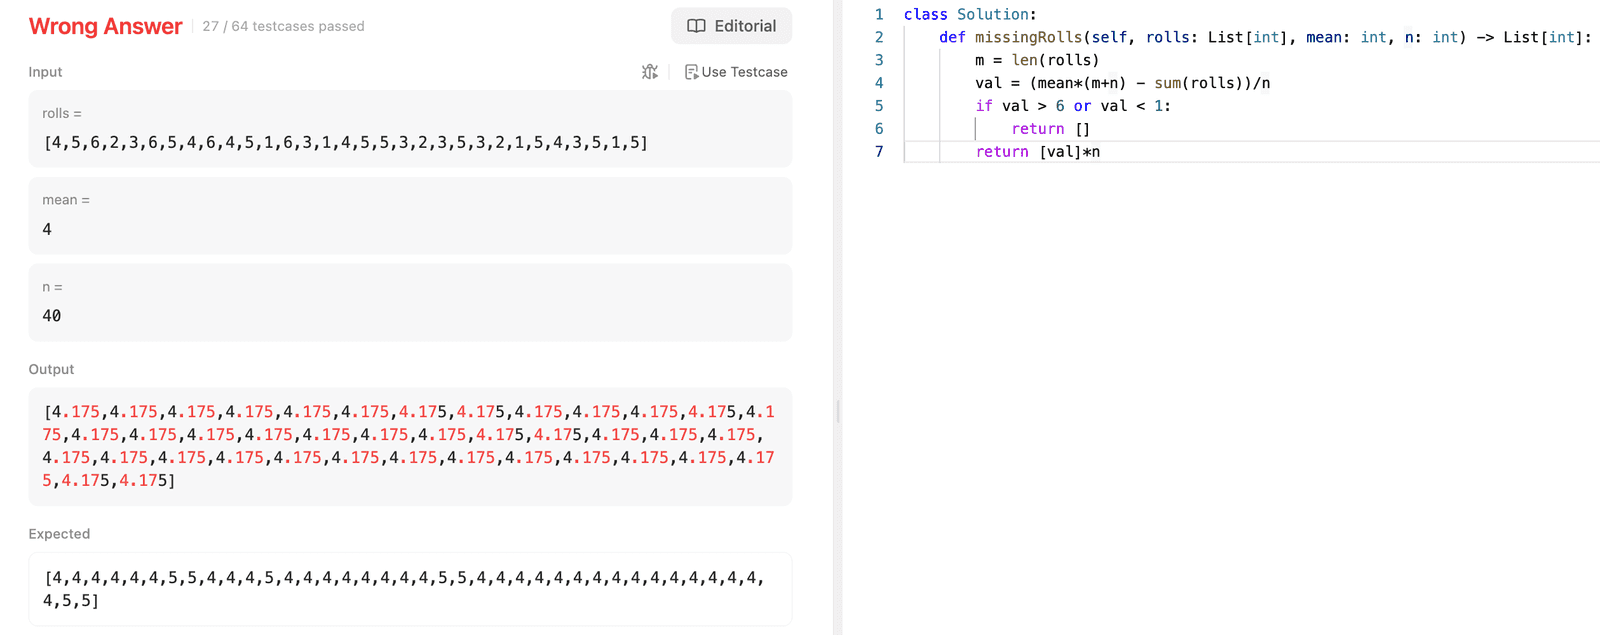 Wrong Answer
27 / 64 testcases passed
Editorial
Input
Use Testcase
rolls =
[4,5,6,2,3,6,5,4,6,4,5,1,6,3,1,4,5,5,3,2,3,5,3,2,1,5,4,3,5,1,5]
mean =
4
n =
40
Output
[4.175,4.175,4.175,4.175,4.175,4.175,4.175,4.175,4.175,4.175,4.175,4.175,4.1
75,4.175,4.175,4.175,4.175,4.175,4.175,4.175,4.175,4.175,4.175,4.175,4.175,
4.175,4.175,4.175,4.175,4.175,4.175,4.175,4.175,4.175,4.175,4.175,4.175,4.17
5,4.175,4.175]
Expected
[4,4,4,4,4,4,5,5,4,4,4,5,4,4,4,4,4,4,4,4,5,5,4,4,4,4,4,4,4,4,4,4,4,4,4,4,4,
4,5,5]
1 class Solution:
2 def missingRolls(self, rolls: List[int], mean: int, n: int) -> List[int]:
3 m = len(rolls)
4 val = (mean*(m+n) - sum(rolls))/n
5 if val > 6 or val < 1:
6 return []
7 return [val]*n